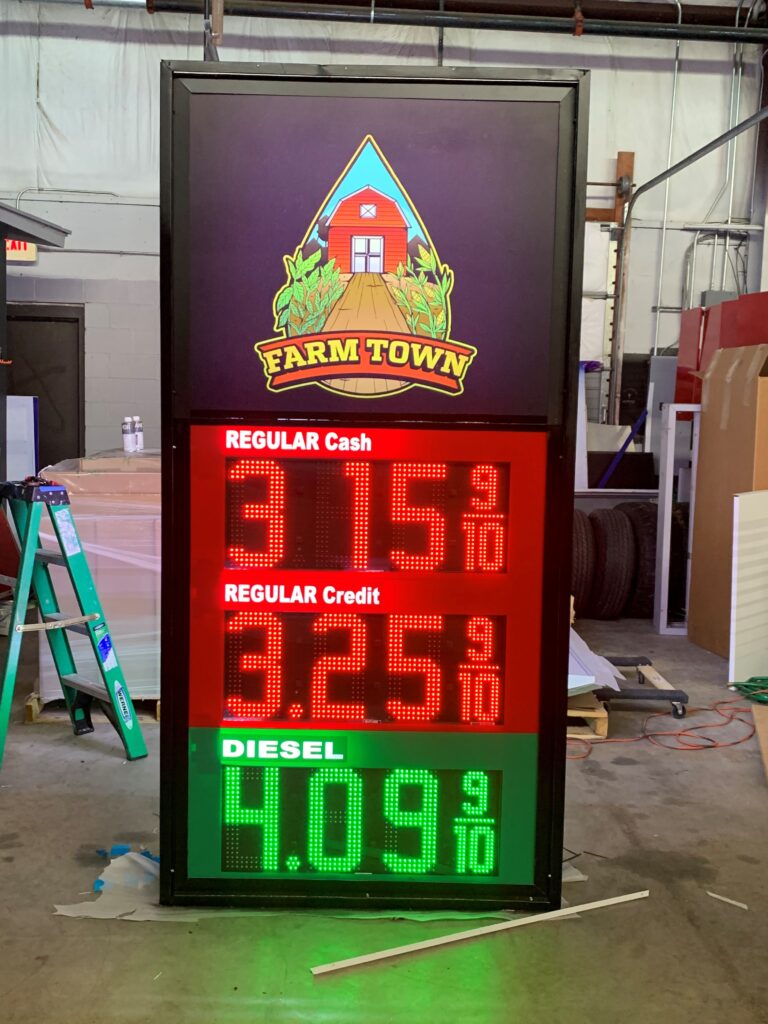 FARM TOWN
REGULAR Cash
3 15 9/10
REGULAR Credit
3.25 9/10
DIESEL
4.09 9/10
WERNER